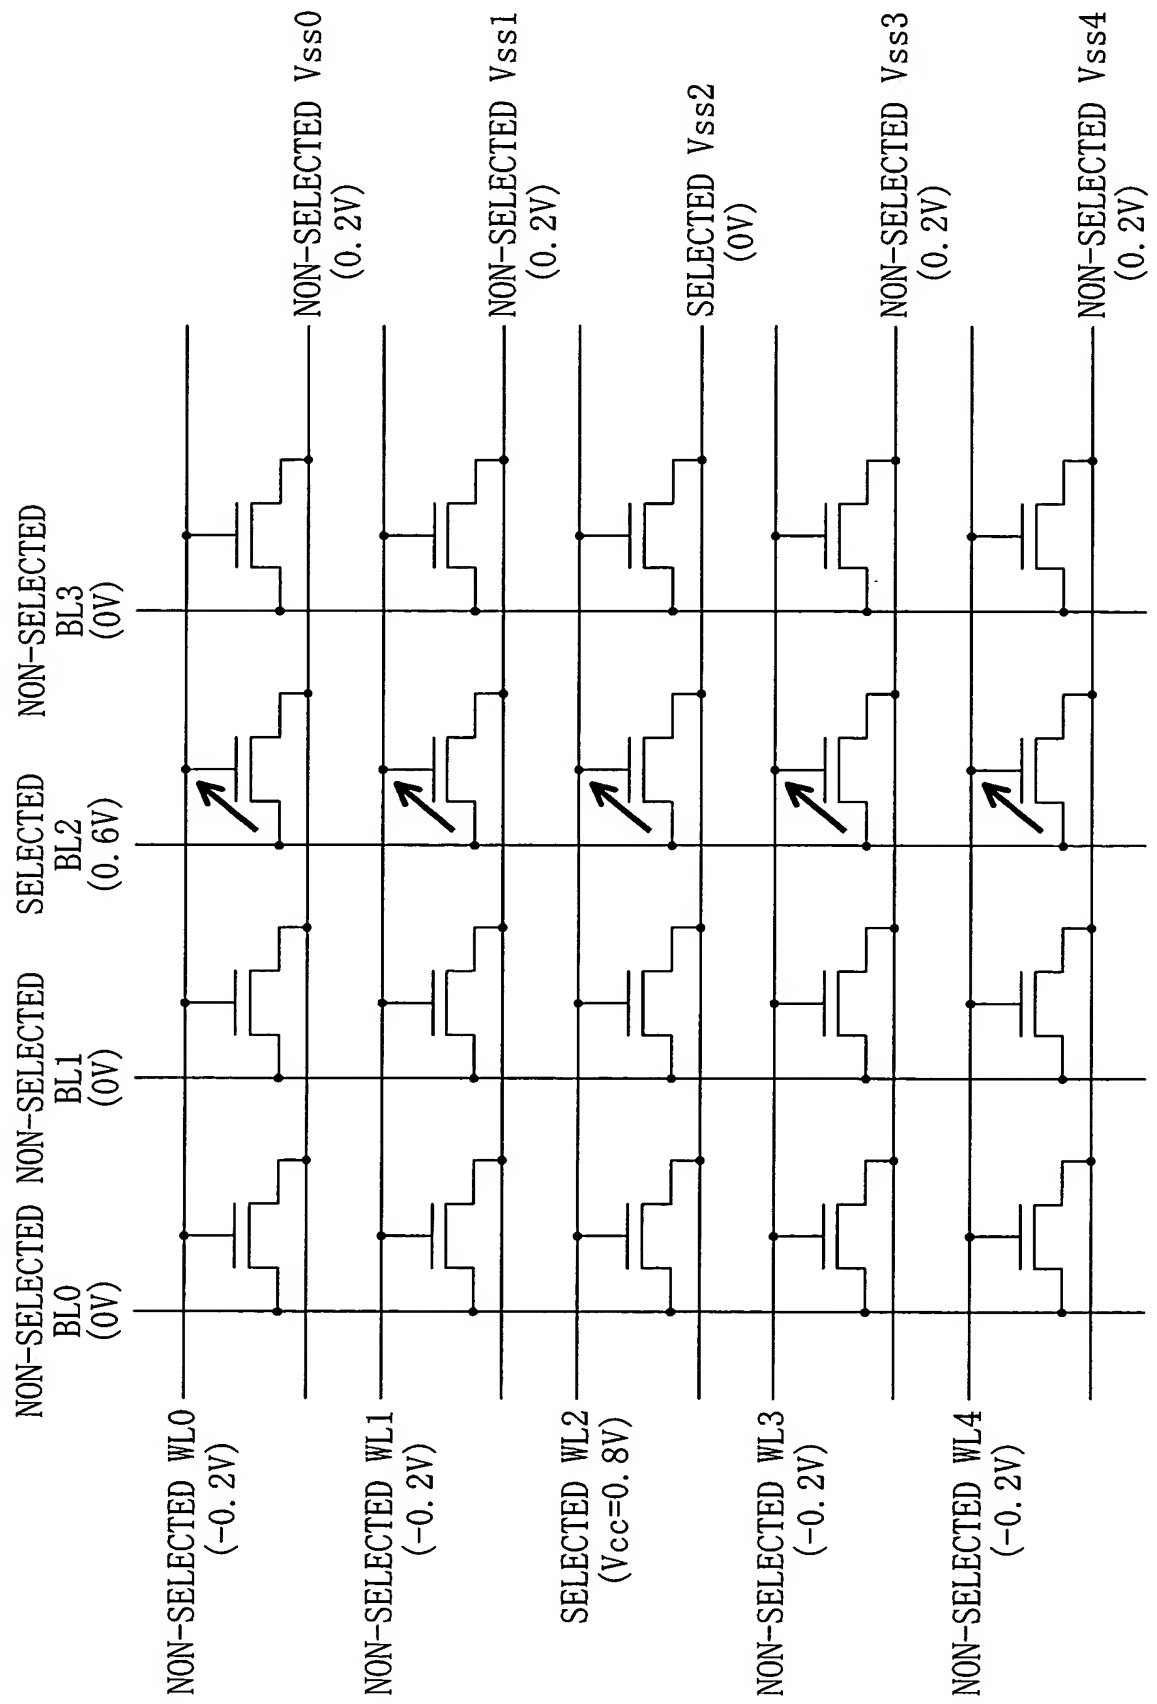 NON-SELECTED
BL0
(0V)
NON-SELECTED
BL1
(0V)
SELECTED
BL2
(0.6V)
NON-SELECTED
BL3
(0V)
NON-SELECTED WL0
(-0.2V)
NON-SELECTED Vss0
(0.2V)
NON-SELECTED WL1
(-0.2V)
NON-SELECTED Vss1
(0.2V)
SELECTED WL2
(Vcc=0.8V)
SELECTED Vss2
(0V)
NON-SELECTED WL3
(-0.2V)
NON-SELECTED Vss3
(0.2V)
NON-SELECTED WL4
(-0.2V)
NON-SELECTED Vss4
(0.2V)